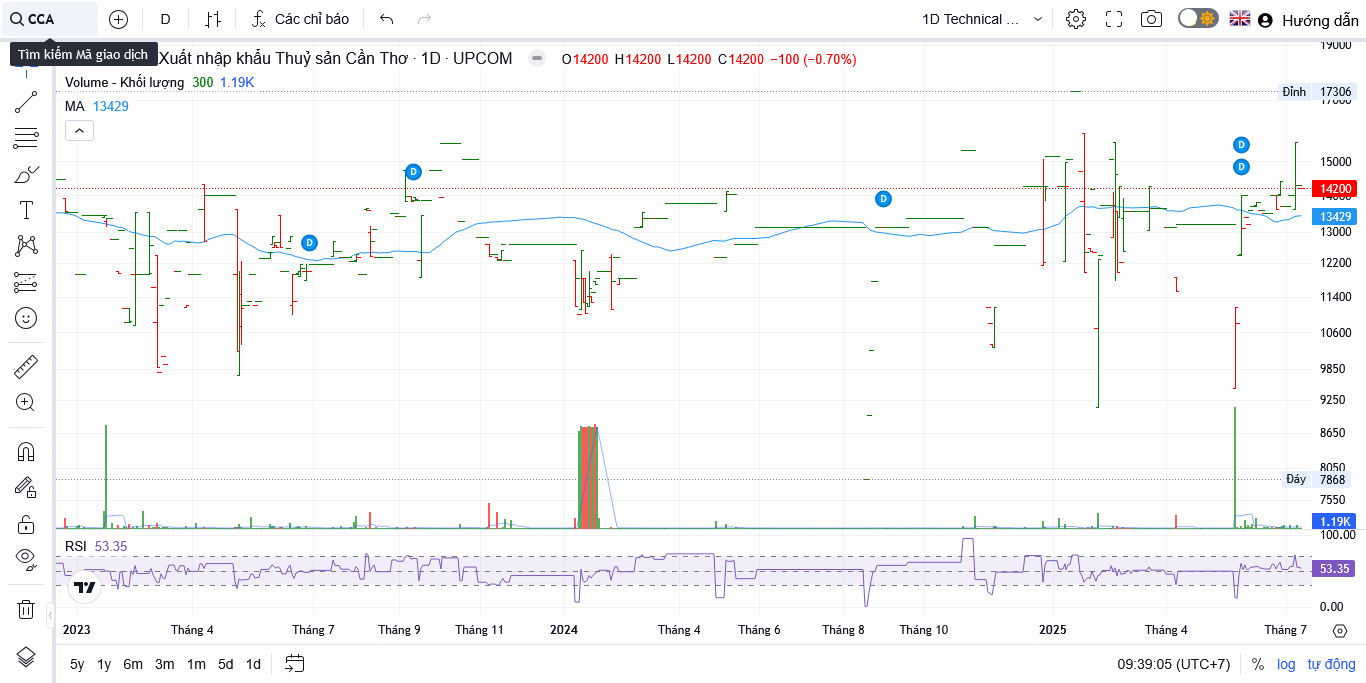 CCA
D
Các chỉ báo
1D Technical ...
Hướng dẫn
Tìm kiếm Mã giao dịch
Xuất nhập khẩu Thuỷ sản Cần Thơ · 1D · UPCOM
O14200 H14200 L14200 C14200 −100 (−0.70%)
Volume - Khối lượng 300 1.19K
MA 13429
19000
Đỉnh 17306
17000
15000
14200
14000
13429
13000
12200
11400
10600
9850
9250
8650
8050
Đáy 7868
7550
1.19K
D
D
D
D
D
RSI 53.35
100.00
53.35
0.00
2023
Tháng 4
Tháng 7
Tháng 9
Tháng 11
2024
Tháng 4
Tháng 6
Tháng 8
Tháng 10
2025
Tháng 4
Tháng 7
5y 1y 6m 3m 1m 5d 1d
09:39:05 (UTC+7)
% log tự động